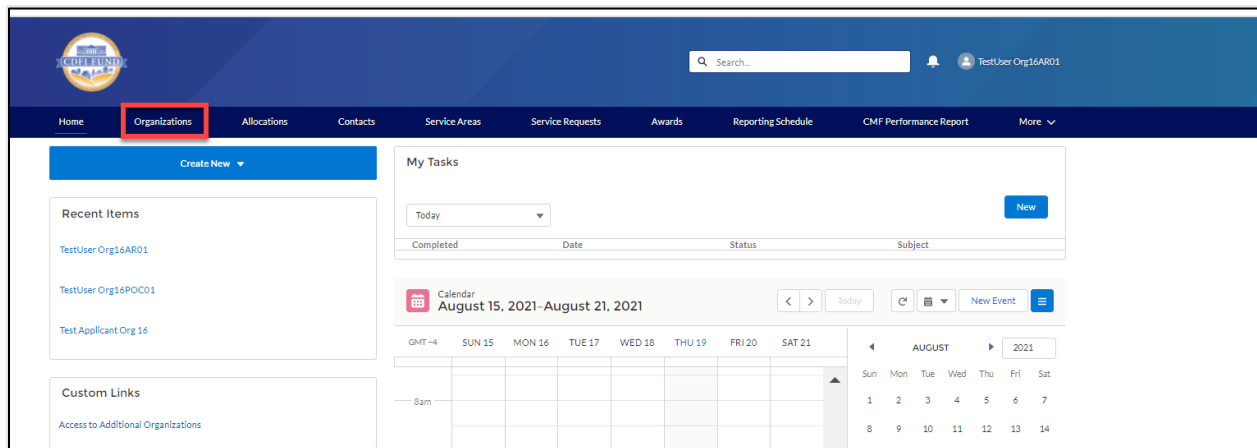 CDFI FUND
Search...
TestUser Org16AR01
Home Organizations Allocations Contacts Service Areas Service Requests Awards Reporting Schedule CMF Performance Report More
Create New
Recent Items
TestUser Org16AR01
TestUser Org16POC01
Test Applicant Org 16
Custom Links
Access to Additional Organizations
My Tasks
Today
New
Completed Date Status Subject
Calendar
August 15, 2021–August 21, 2021
Today
New Event
GMT −4 SUN 15 MON 16 TUE 17 WED 18 THU 19 FRI 20 SAT 21
8am
AUGUST 2021
Sun Mon Tue Wed Thu Fri Sat
1 2 3 4 5 6 7
8 9 10 11 12 13 14